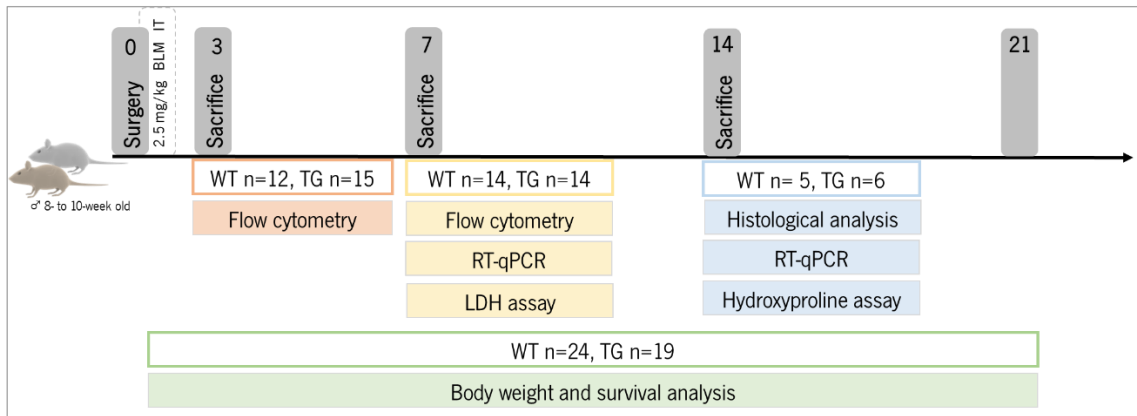 0
Surgery
2.5 mg/kg BLM IT
3
Sacrifice
7
Sacrifice
14
Sacrifice
21
♂ 8- to 10-week old
WT n=12, TG n=15
WT n=14, TG n=14
WT n= 5, TG n=6
Flow cytometry
Flow cytometry
Histological analysis
RT-qPCR
RT-qPCR
LDH assay
Hydroxyproline assay
WT n=24, TG n=19
Body weight and survival analysis